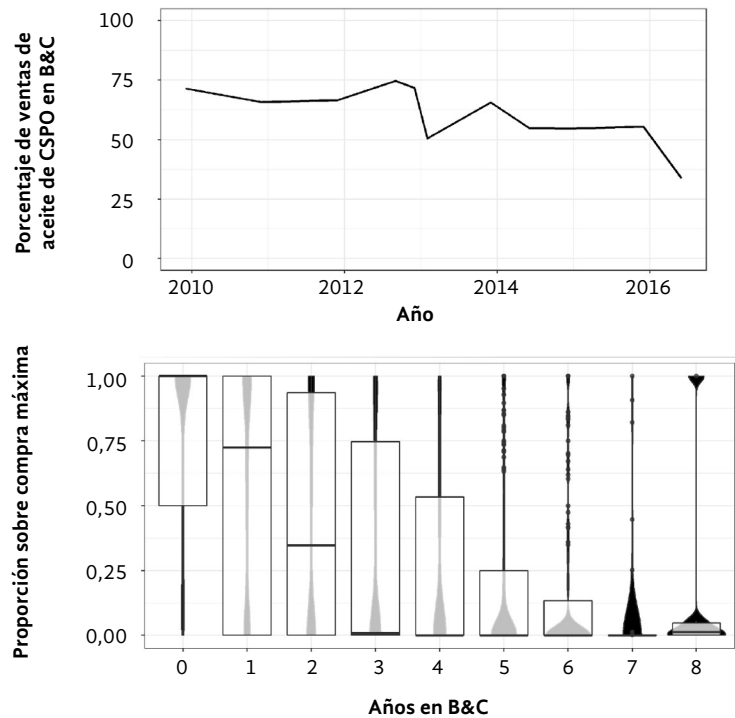 Porcentaje de ventas de
aceite de CSPO en B&C
100
75
50
25
0
2010 2012 2014 2016
Año
Proporción sobre compra máxima
1,00
0,75
0,50
0,25
0,00
0 1 2 3 4 5 6 7 8
Años en B&C